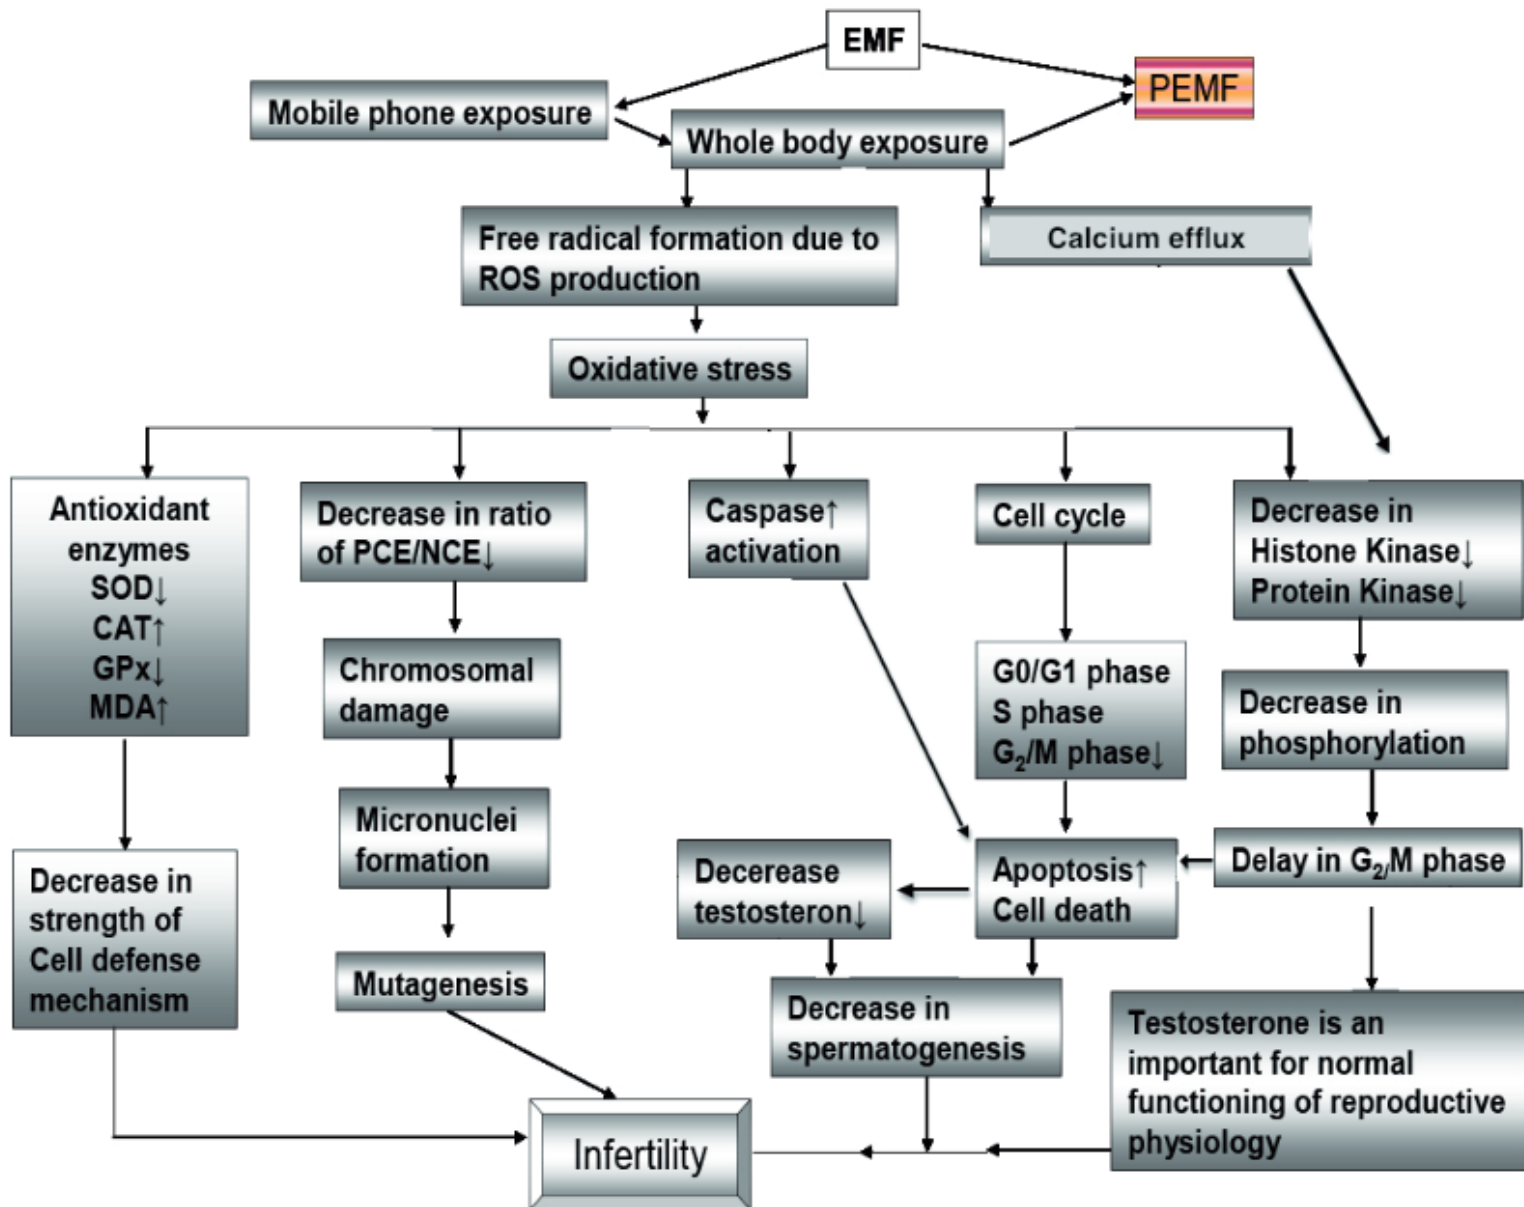 EMF
PEMF
Mobile phone exposure
Whole body exposure
Free radical formation due to
ROS production
Calcium efflux
Oxidative stress
Antioxidant
enzymes
SOD↓
CAT↑
GPx↓
MDA↑
Decrease in ratio
of PCE/NCE↓
Caspase↑
activation
Cell cycle
Decrease in
Histone Kinase↓
Protein Kinase↓
Chromosomal
damage
G0/G1 phase
S phase
G₂/M phase↓
Decrease in
phosphorylation
Micronuclei
formation
Decrease in
strength of
Cell defense
mechanism
Decerease
testosteron↓
Apoptosis↑
Cell death
Delay in G₂/M phase
Mutagenesis
Decrease in
spermatogenesis
Testosterone is an
important for normal
functioning of reproductive
physiology
Infertility